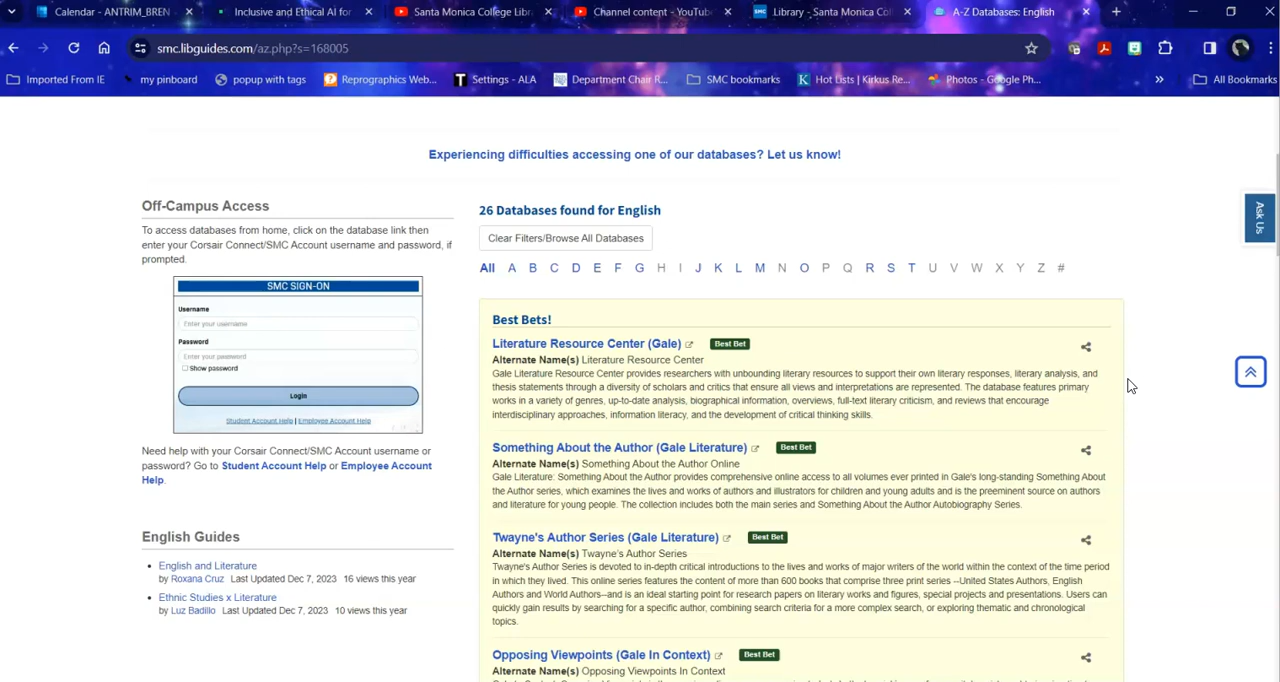 Calendar - ANTRIM_BREN
Inclusive and Ethical AI for
Santa Monica College Libr
Channel content - YouTub
SMC
Library - Santa Monica Coll
A-Z Databases: English
smc.libguides.com/az.php?s=168005
Imported From IE
my pinboard
popup with tags
Reprographics Web...
Settings - ALA
Department Chair R...
SMC bookmarks
Hot Lists | Kirkus Re...
Photos - Google Ph...
All Bookmarks
Experiencing difficulties accessing one of our databases? Let us know!
Off-Campus Access
To access databases from home, click on the database link then
enter your Corsair Connect/SMC Account username and password, if
prompted.
SMC SIGN-ON
Username
Enter your username
Password
Enter your password
Show password
Login
Student Account Help | Employee Account Help
Need help with your Corsair Connect/SMC Account username or
password? Go to Student Account Help or Employee Account
Help.
English Guides
English and Literature
by Roxana Cruz Last Updated Dec 7, 2023 16 views this year
Ethnic Studies x Literature
by Luz Badillo Last Updated Dec 7, 2023 10 views this year
26 Databases found for English
Clear Filters/Browse All Databases
All A B C D E F G H I J K L M N O P Q R S T U V W X Y Z #
Best Bets!
Literature Resource Center (Gale) Best Bet
Alternate Name(s) Literature Resource Center
Gale Literature Resource Center provides researchers with unbounding literary resources to support their own literary responses, literary analysis, and
thesis statements through a diversity of scholars and critics that ensure all views and interpretations are represented. The database features primary
works in a variety of genres, up-to-date analysis, biographical information, overviews, full-text literary criticism, and reviews that encourage
interdisciplinary approaches, information literacy, and the development of critical thinking skills.
Something About the Author (Gale Literature) Best Bet
Alternate Name(s) Something About the Author Online
Gale Literature: Something About the Author provides comprehensive online access to all volumes ever printed in Gale's long-standing Something About
the Author series, which examines the lives and works of authors and illustrators for children and young adults and is the preeminent source on authors
and literature for young people. The collection includes both the main series and Something About the Author Autobiography Series.
Twayne's Author Series (Gale Literature) Best Bet
Alternate Name(s) Twayne's Author Series
Twayne's Author Series is devoted to in-depth critical introductions to the lives and works of major writers of the world within the context of the time period
in which they lived. This online series features the content of more than 600 books that comprise three print series --United States Authors, English
Authors and World Authors--and is an ideal starting point for research papers on literary works and figures, special projects and presentations. Users can
quickly gain results by searching for a specific author, combining search criteria for a more complex search, or exploring thematic and chronological
topics.
Opposing Viewpoints (Gale In Context) Best Bet
Alternate Name(s) Opposing Viewpoints In Context
Ask Us